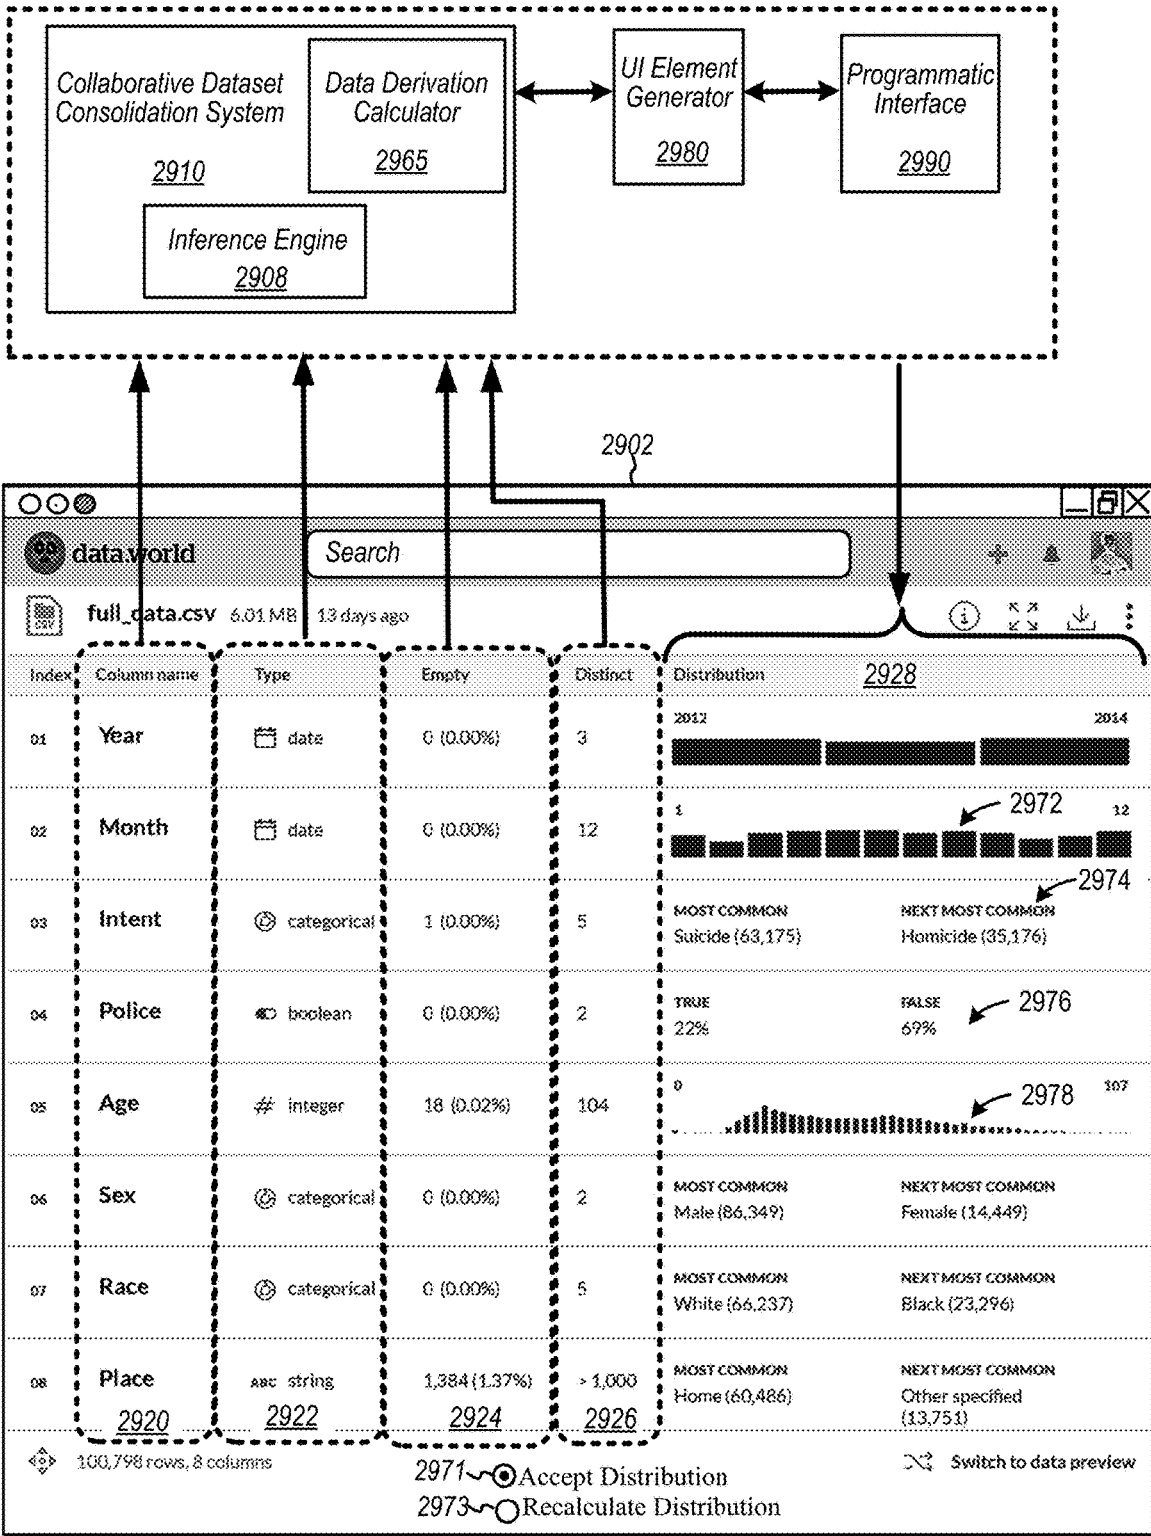 Collaborative Dataset
Consolidation System
2910
Data Derivation
Calculator
2965
Inference Engine
2908
UI Element
Generator
2980
Programmatic
Interface
2990
2902
data.world
Search
full_data.csv 6.01 MB 13 days ago
Index Column name Type Empty Distinct Distribution 2928
01 Year date 0 (0.00%) 3 2012 2014
02 Month date 0 (0.00%) 12 1 12
2972
2974
03 Intent categorical 1 (0.00%) 5
MOST COMMON NEXT MOST COMMON
Suicide (63,175) Homicide (35,176)
04 Police boolean 0 (0.00%) 2
TRUE FALSE
22% 69%
2976
05 Age # integer 18 (0.02%) 104 0 107
2978
06 Sex categorical 0 (0.00%) 2
MOST COMMON NEXT MOST COMMON
Male (86,349) Female (14,449)
07 Race categorical 0 (0.00%) 5
MOST COMMON NEXT MOST COMMON
White (66,237) Black (23,296)
08 Place ABC string 1,384 (1.37%) >1,000
MOST COMMON NEXT MOST COMMON
Home (60,486) Other specified
(13,751)
2920 2922 2924 2926
100,798 rows, 8 columns
Switch to data preview
2971 Accept Distribution
2973 Recalculate Distribution